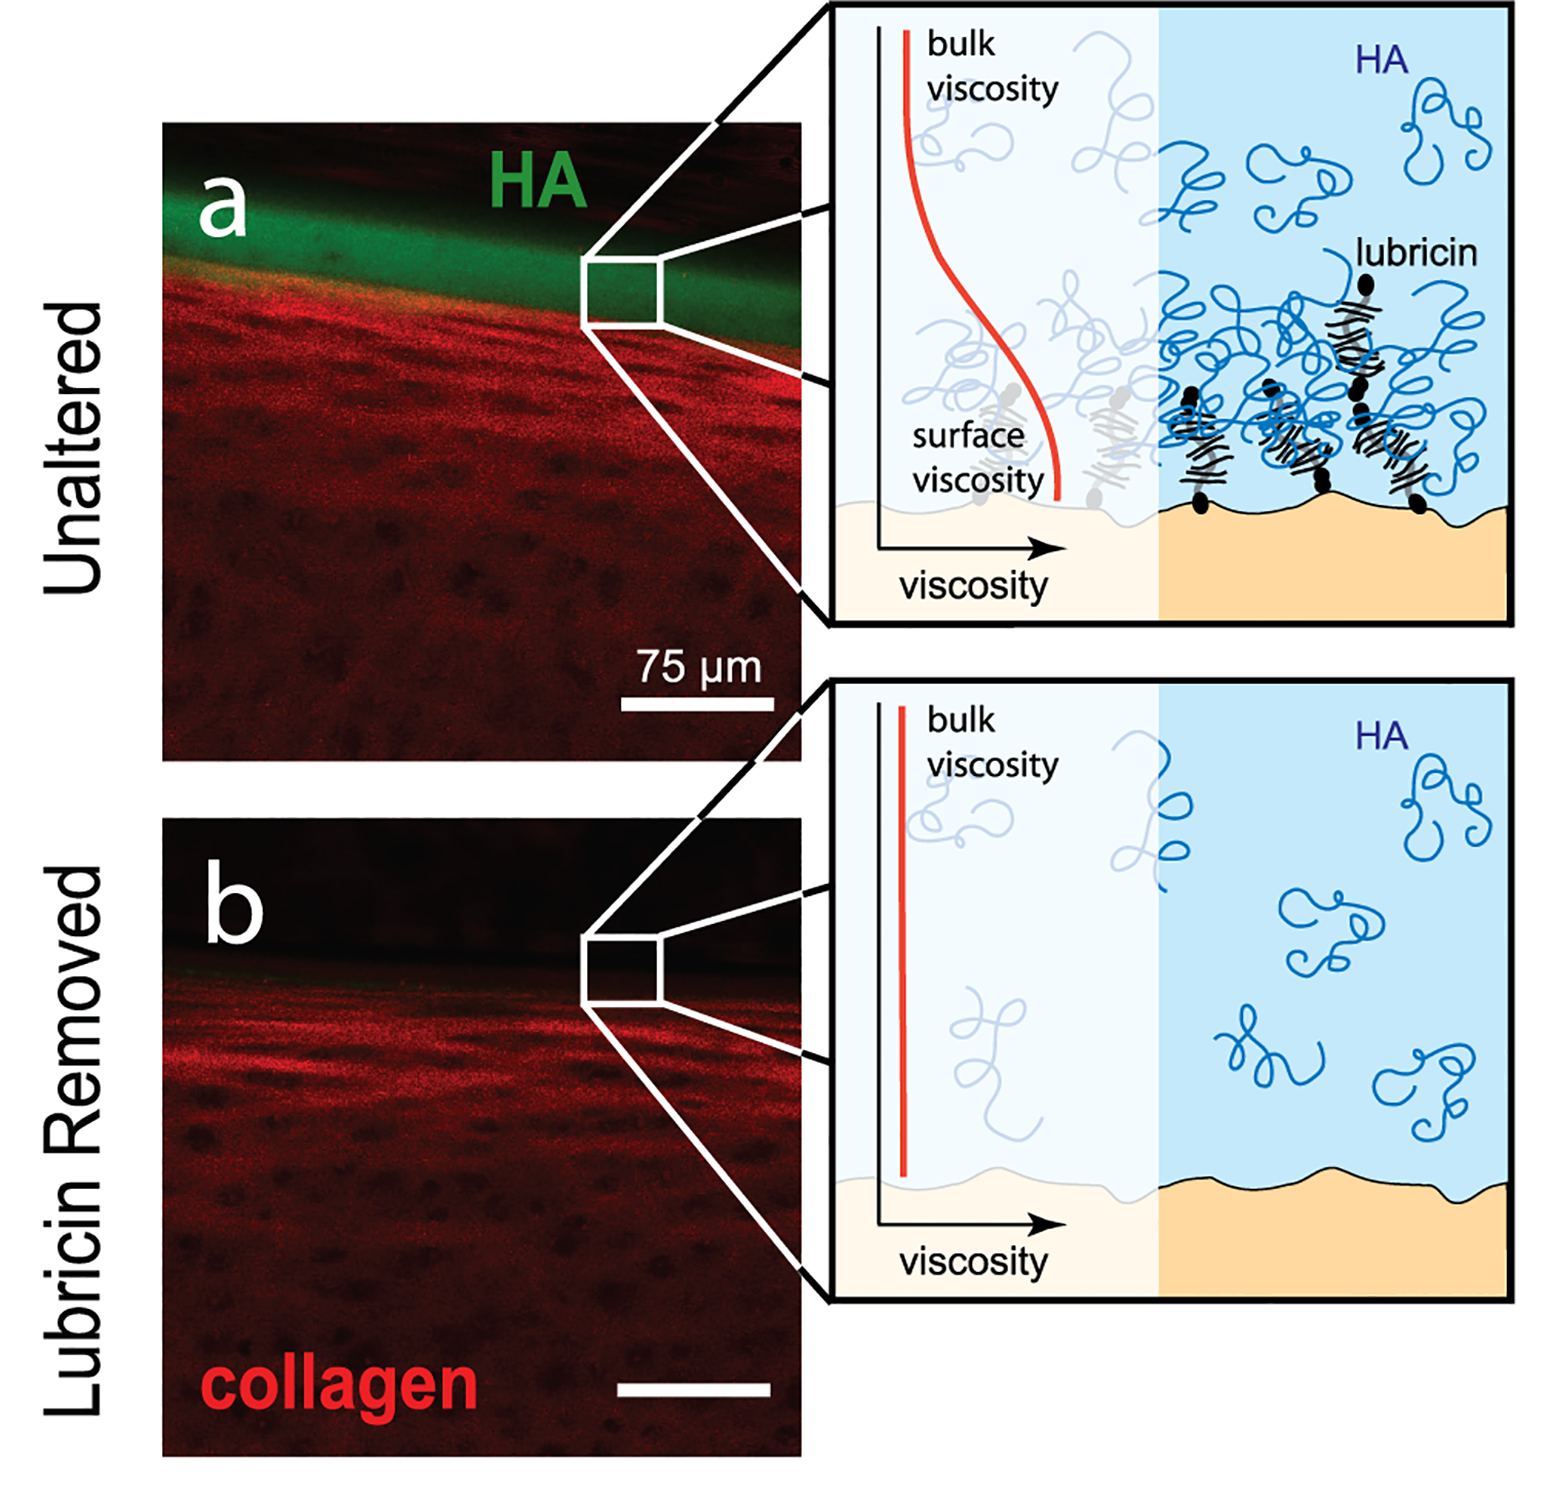 Unaltered
a
HA
75 µm
bulk
viscosity
HA
lubricin
surface
viscosity
viscosity
Lubricin Removed
b
collagen
bulk
viscosity
HA
viscosity